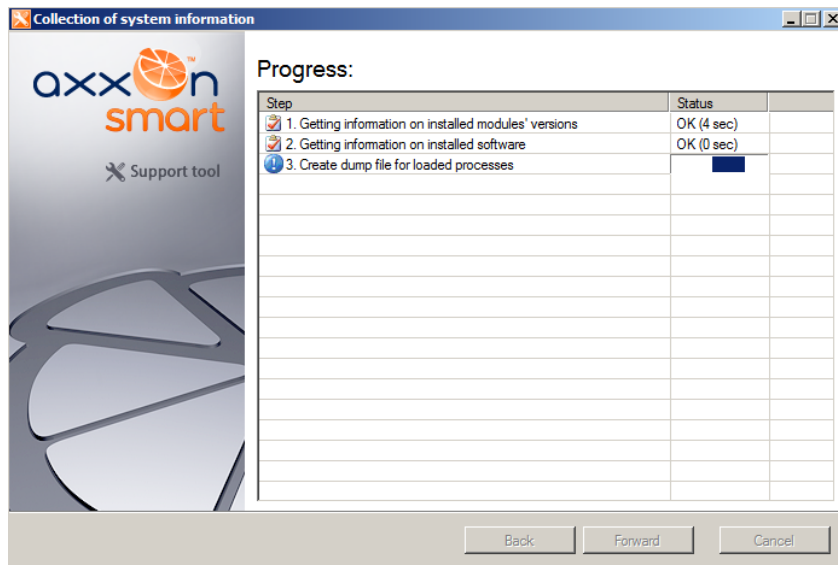 Collection of system information
axxon™
smart
Support tool
Progress:
Step Status
1. Getting information on installed modules' versions OK (4 sec)
2. Getting information on installed software OK (0 sec)
3. Create dump file for loaded processes
Back Forward Cancel